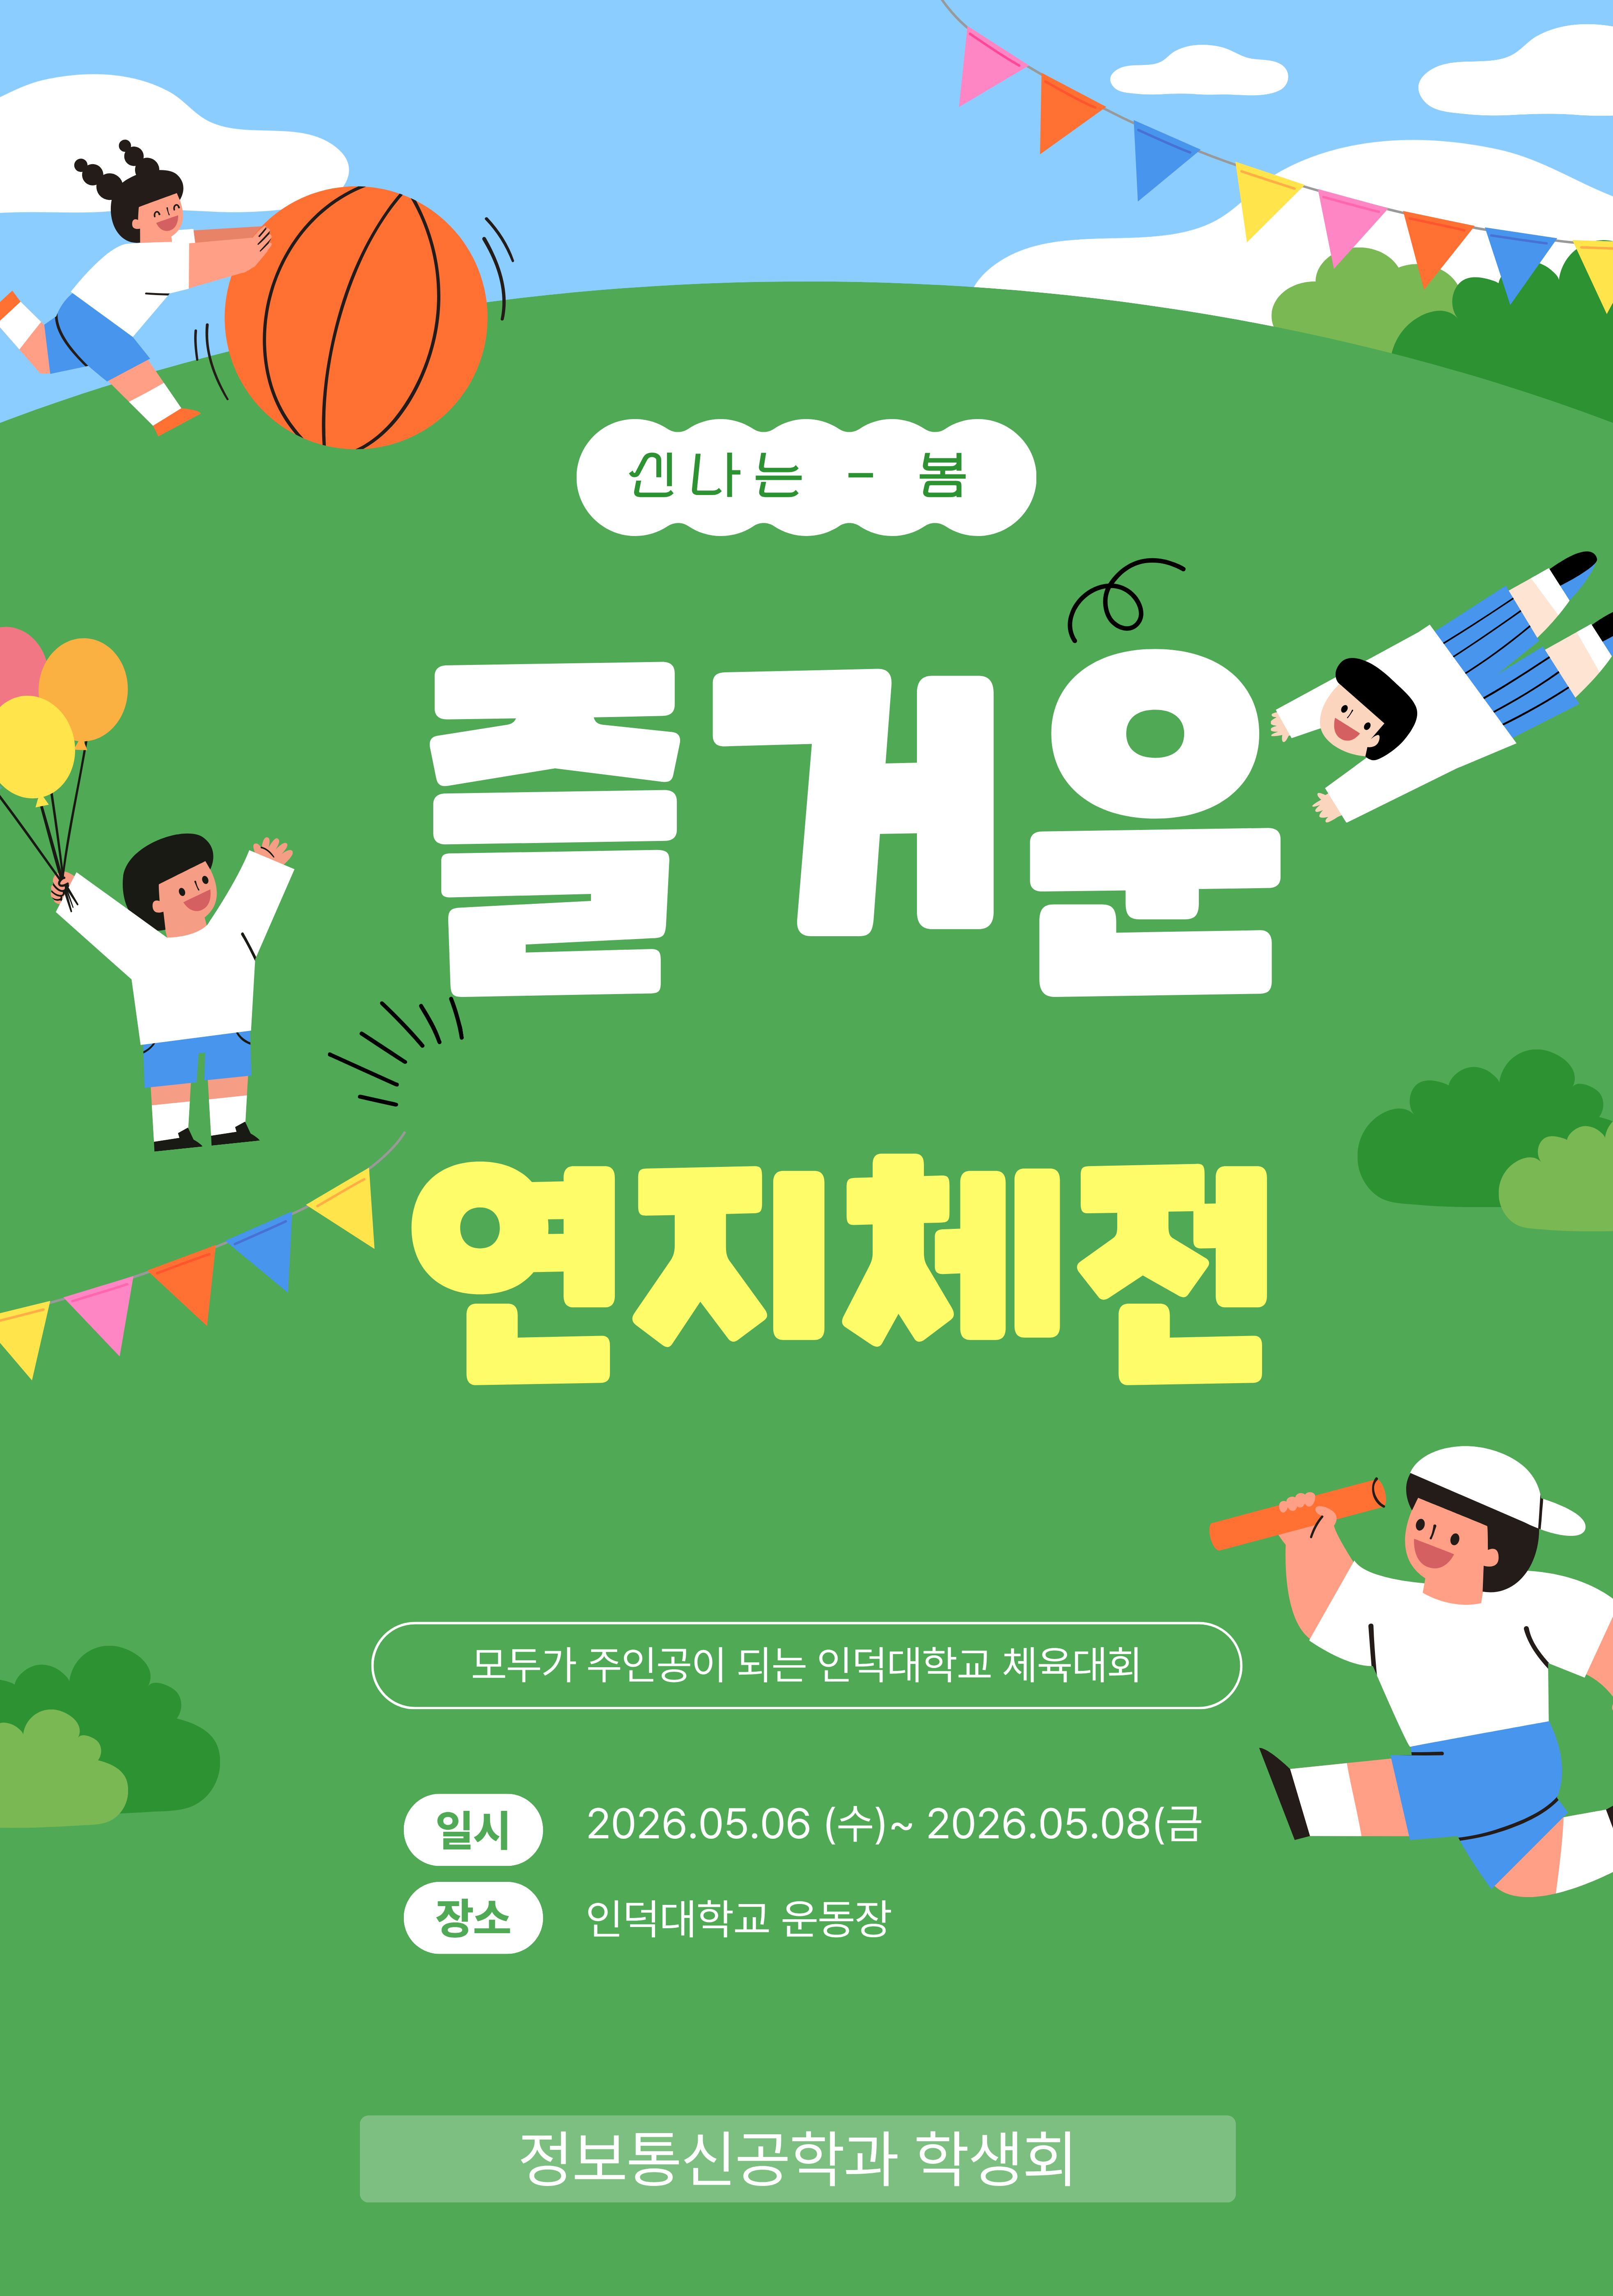 신나는 - 봄
즐거운
연지체전
모두가 주인공이 되는 인덕대학교 체육대회
일시 2026.05.06 (수)~ 2026.05.08(금
장소 인덕대학교 운동장
정보통신공학과 학생회